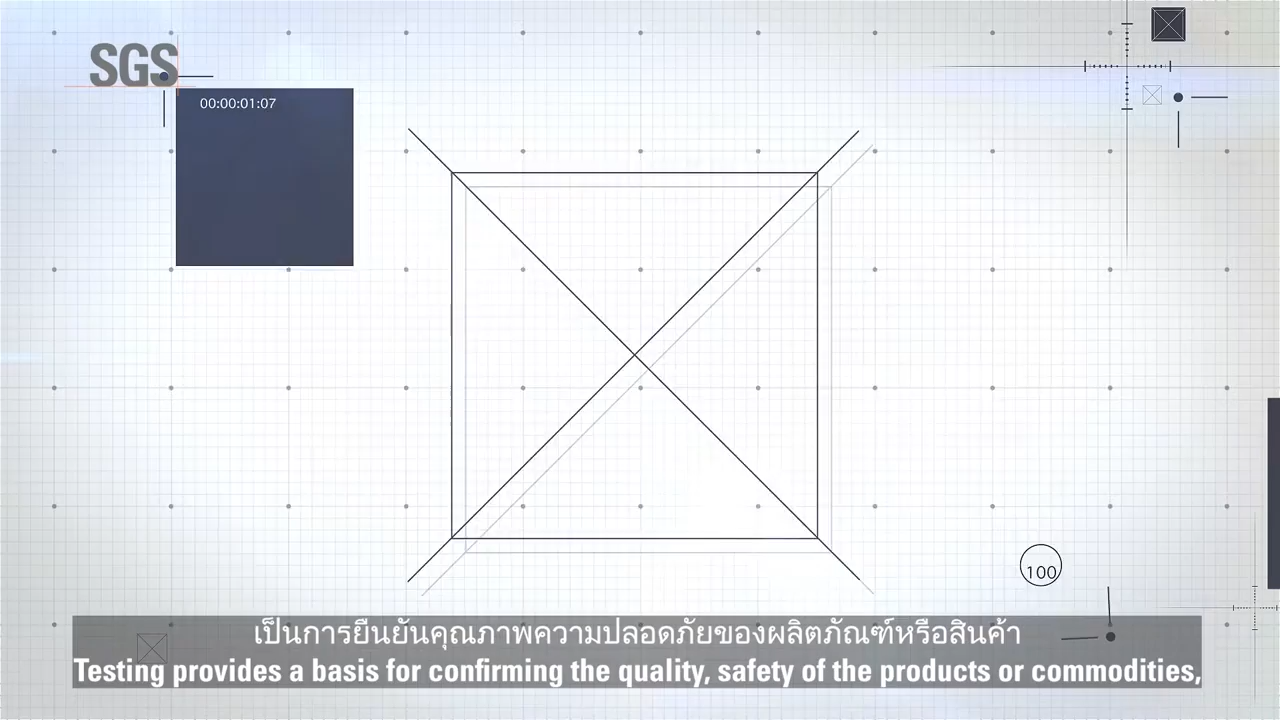 SGS
00:00:01:07
100
เป็นการยืนยันคุณภาพความปลอดภัยของผลิตภัณฑ์หรือสินค้า
Testing provides a basis for confirming the quality, safety of the products or commodities,